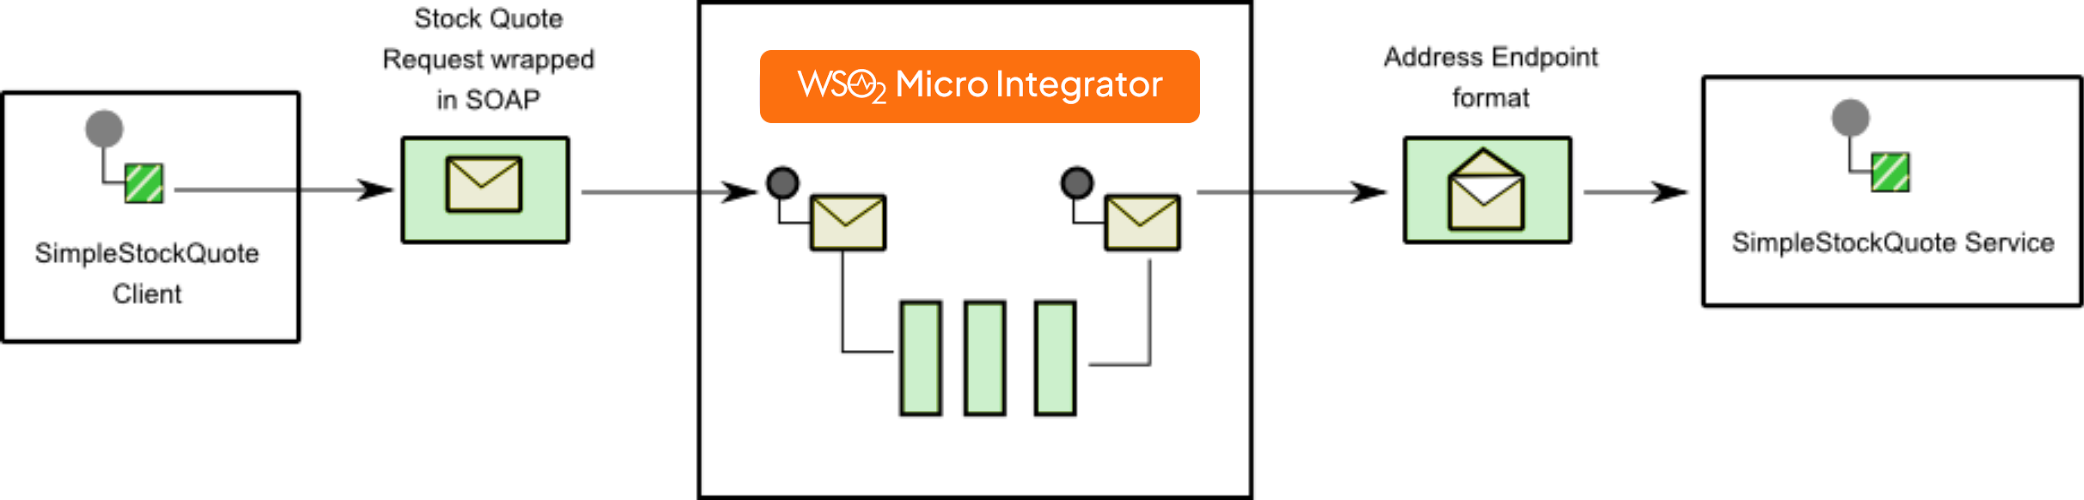 Stock Quote
Request wrapped
in SOAP
SimpleStockQuote
Client
WSO2 Micro Integrator
Address Endpoint
format
SimpleStockQuote Service